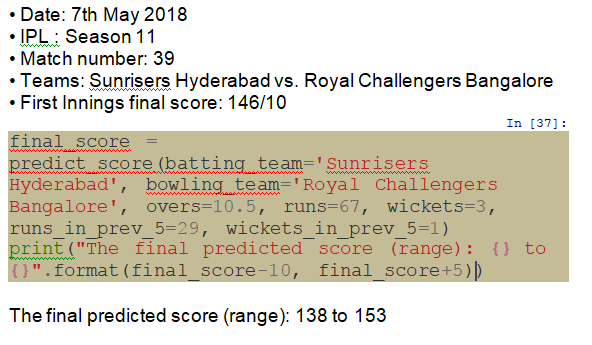 • Date: 7th May 2018
• IPL : Season 11
• Match number: 39
• Teams: Sunrisers Hyderabad vs. Royal Challengers Bangalore
• First Innings final score: 146/10
In [37]:
final_score =
predict_score(batting_team='Sunrisers
Hyderabad', bowling_team='Royal Challengers
Bangalore', overs=10.5, runs=67, wickets=3,
runs_in_prev_5=29, wickets_in_prev_5=1)
print("The final predicted score (range): {} to
{}".format(final_score-10, final_score+5))
The final predicted score (range): 138 to 153